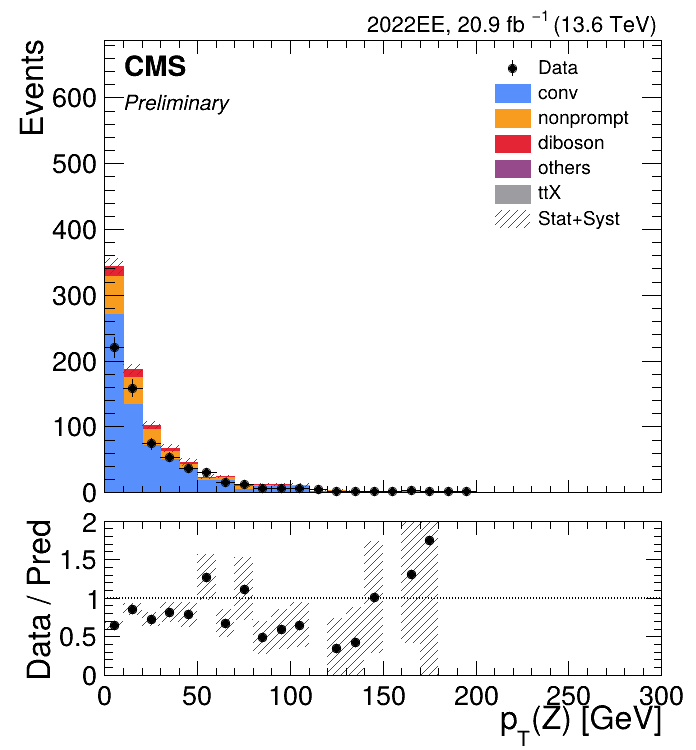 2022EE, 20.9 fb⁻¹ (13.6 TeV)
CMS
Preliminary
Events
600
500
400
300
200
100
0
Data
conv
nonprompt
diboson
others
ttX
Stat+Syst
Data / Pred
2
1.5
1
0.5
0
0 50 100 150 200 250 300
p_T(Z) [GeV]